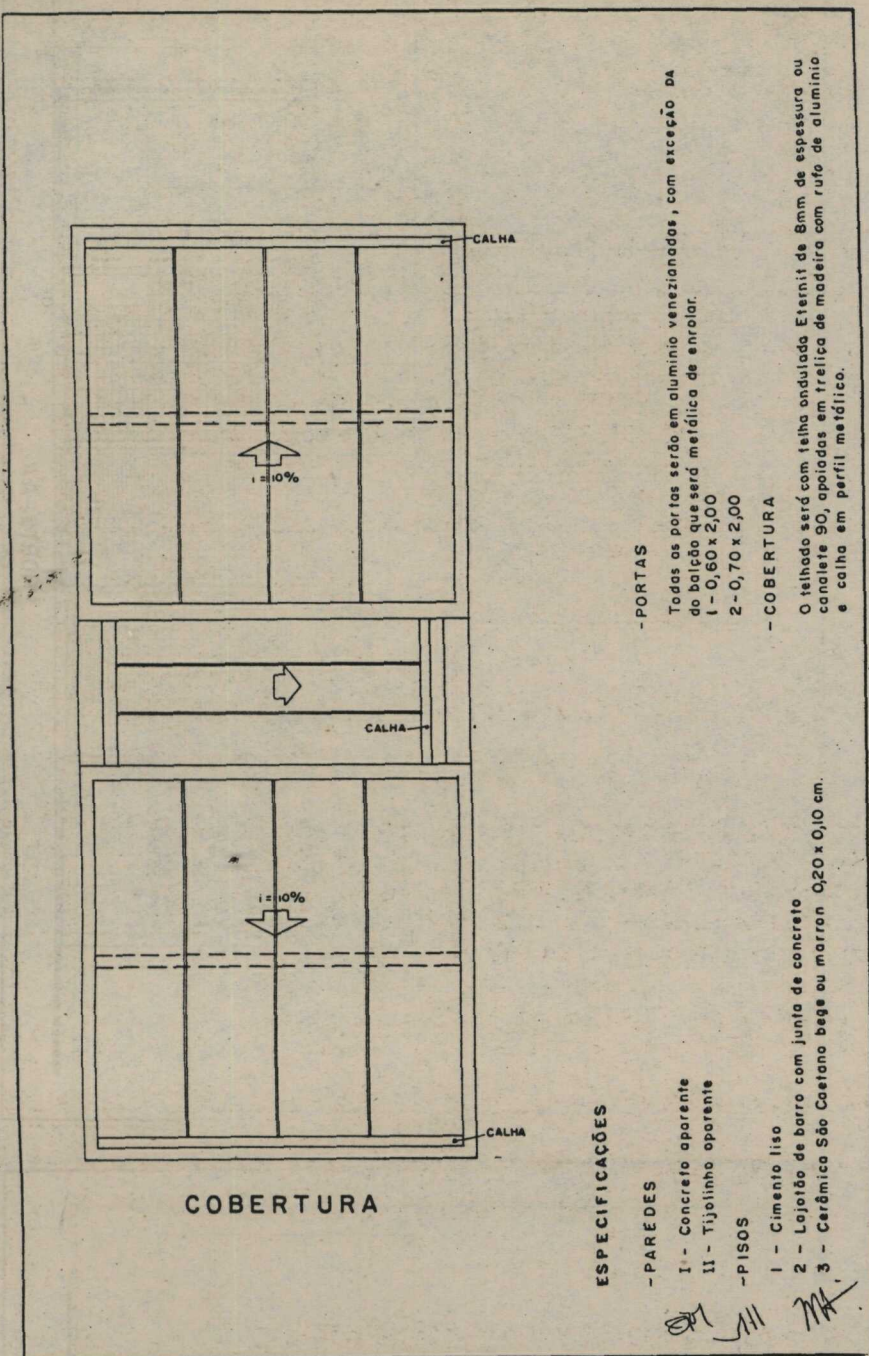 CALHA
i = 10%
CALHA
i = 10%
CALHA
COBERTURA
ESPECIFICAÇÕES
-PAREDES
I - Concreto aparente
II - Tijolinho aparente
-PISOS
1 - Cimento liso
2 - Lajotão de barro com junta de concreto
3 - Cerâmica São Caetano bege ou marron 0,20 x 0,10 cm.
-PORTAS
Todas as portas serão em aluminio venezianadas, com exceção DA
do balção que será metálica de enrolar.
1 - 0,60 x 2,00
2 - 0,70 x 2,00
-COBERTURA
O telhado será com telha ondulada Eternit de 8mm de espessura ou
canalete 90, apoiadas em treliça de madeira com rufo de aluminio
e calha em perfil metálico.